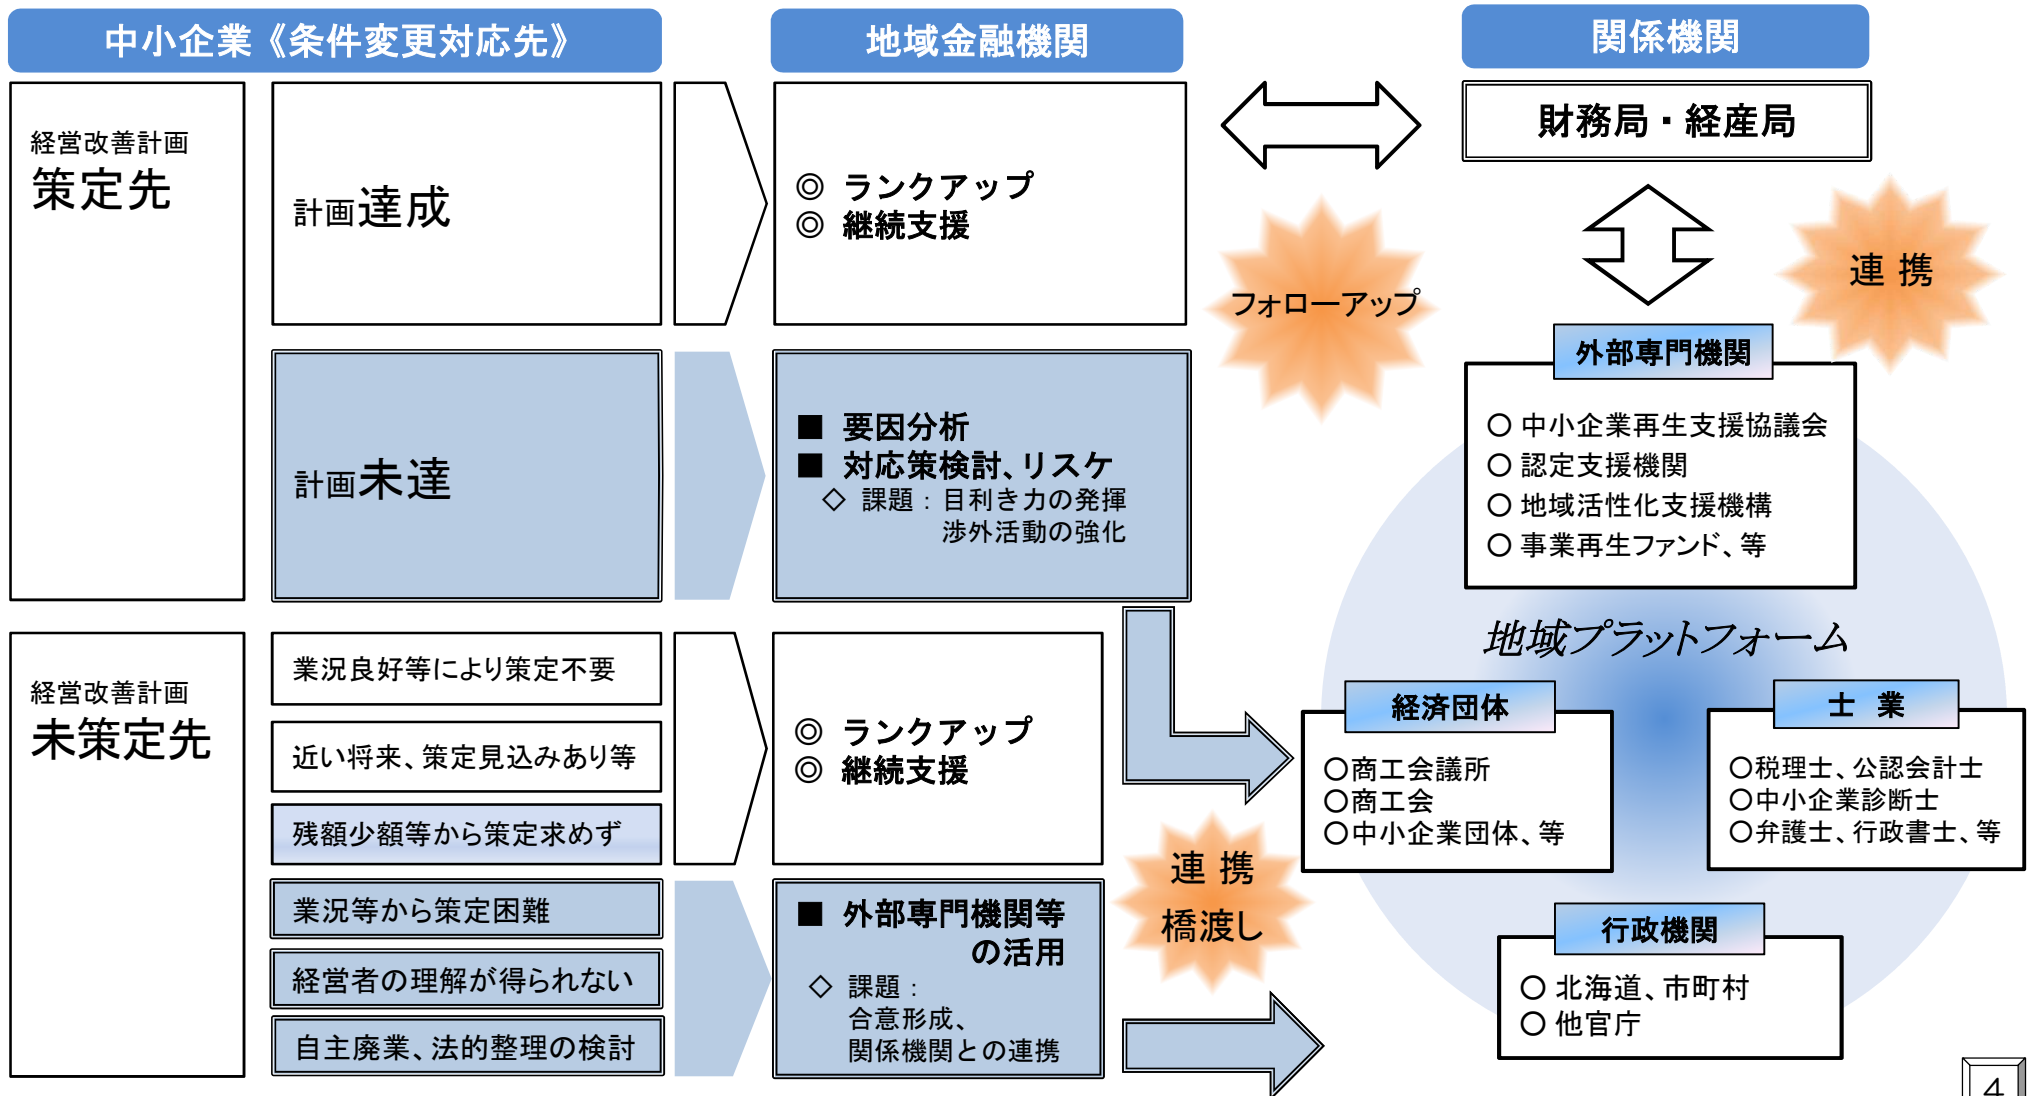 中小企業《条件変更対応先》
地域金融機関
関係機関
経営改善計画
策定先
計画達成
◎ ランクアップ
◎ 継続支援
財務局・経産局
フォローアップ
連 携
計画未達
■ 要因分析
■ 対応策検討、リスケ
◇ 課題：目利き力の発揮
渉外活動の強化
外部専門機関
○ 中小企業再生支援協議会
○ 認定支援機関
○ 地域活性化支援機構
○ 事業再生ファンド、等
地域プラットフォーム
経営改善計画
未策定先
業況良好等により策定不要
近い将来、策定見込みあり等
残額少額等から策定求めず
◎ ランクアップ
◎ 継続支援
業況等から策定困難
経営者の理解が得られない
自主廃業、法的整理の検討
■ 外部専門機関等
の活用
◇ 課題：
合意形成、
関係機関との連携
連 携
橋渡し
経済団体
○商工会議所
○商工会
○中小企業団体、等
士 業
○税理士、公認会計士
○中小企業診断士
○弁護士、行政書士、等
行政機関
○ 北海道、市町村
○ 他官庁
4